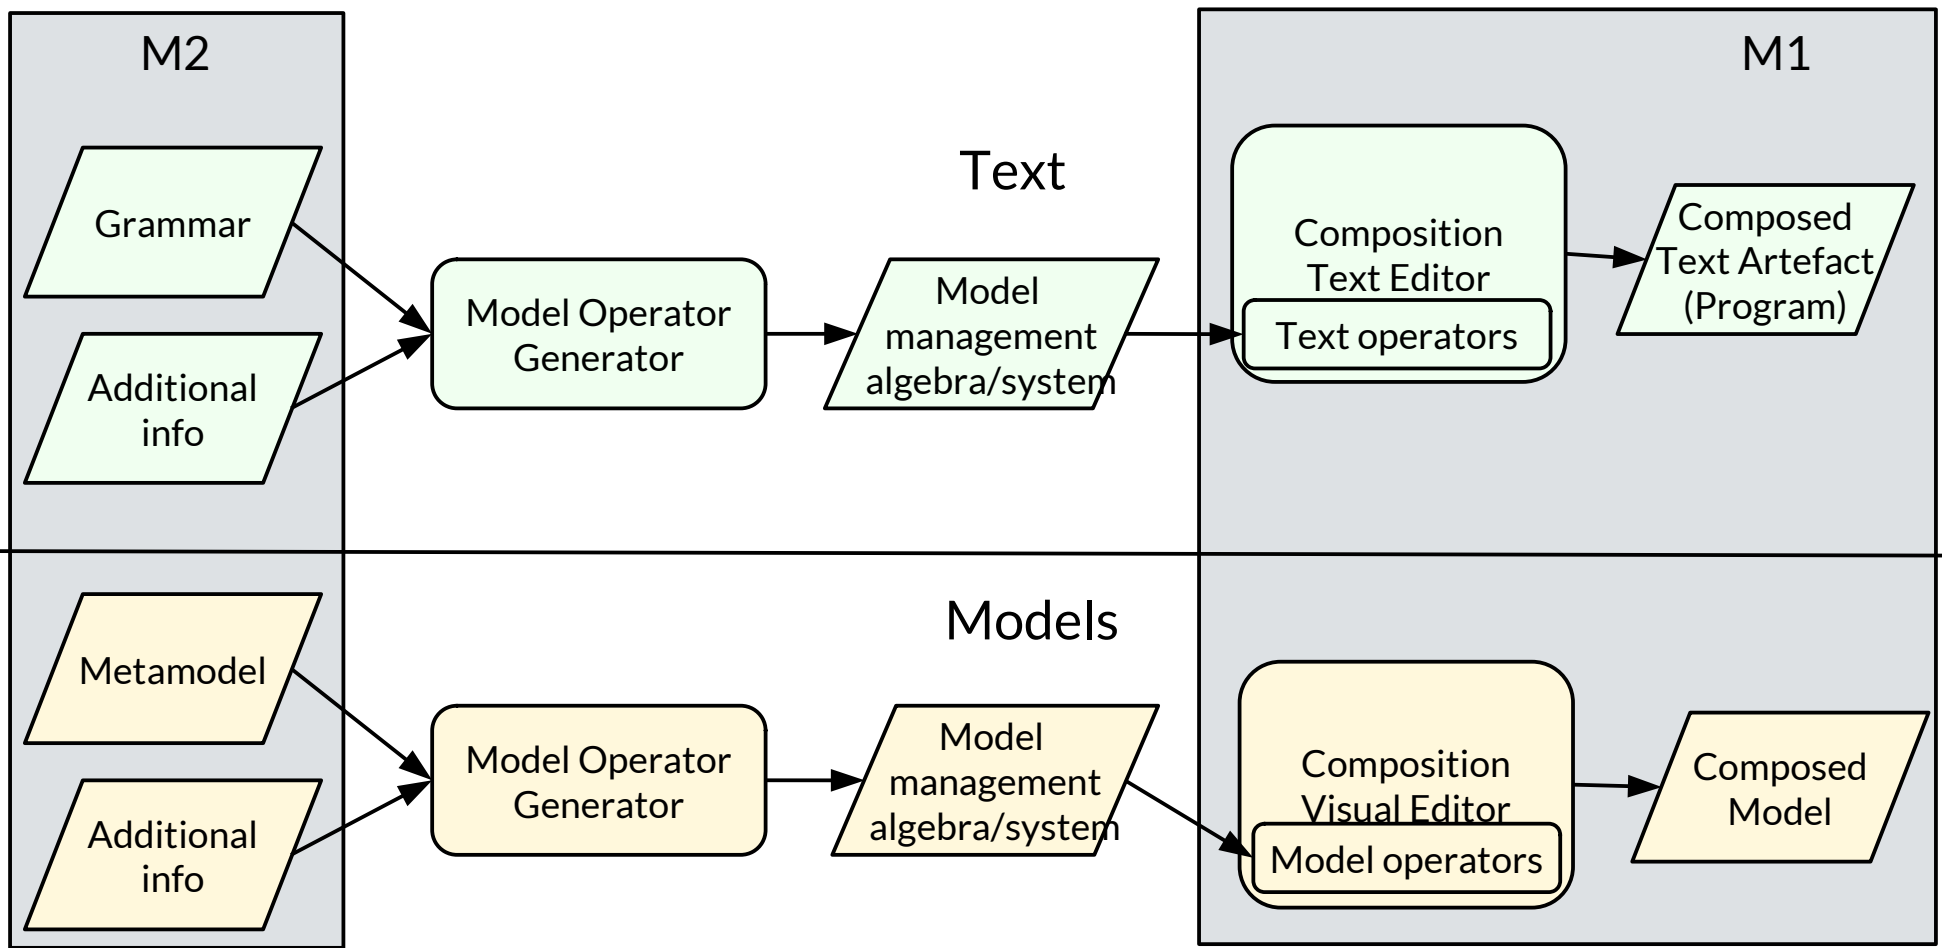 M2
M1
Text
Grammar
Additional
info
Model Operator
Generator
Model
management
algebra/system
Composition
Text Editor
Text operators
Composed
Text Artefact
(Program)
Models
Metamodel
Additional
info
Model Operator
Generator
Model
management
algebra/system
Composition
Visual Editor
Model operators
Composed
Model